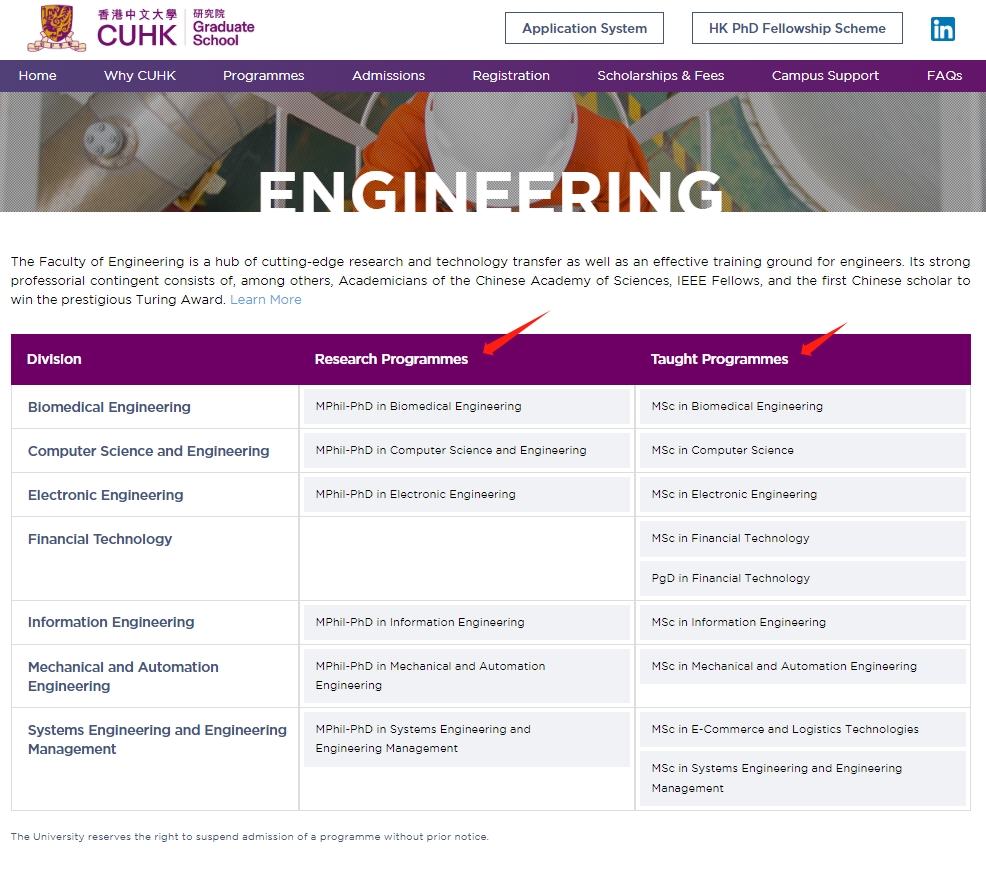 香港中文大學
CUHK
研究院
Graduate
School
Application System
HK PhD Fellowship Scheme
in
Home Why CUHK Programmes Admissions Registration Scholarships & Fees Campus Support FAQs
ENGINEERING
The Faculty of Engineering is a hub of cutting-edge research and technology transfer as well as an effective training ground for engineers. Its strong
professorial contingent consists of, among others, Academicians of the Chinese Academy of Sciences, IEEE Fellows, and the first Chinese scholar to
win the prestigious Turing Award. Learn More
Division Research Programmes Taught Programmes
Biomedical Engineering MPhil-PhD in Biomedical Engineering MSc in Biomedical Engineering
Computer Science and Engineering MPhil-PhD in Computer Science and Engineering MSc in Computer Science
Electronic Engineering MPhil-PhD in Electronic Engineering MSc in Electronic Engineering
Financial Technology MSc in Financial Technology
PgD in Financial Technology
Information Engineering MPhil-PhD in Information Engineering MSc in Information Engineering
Mechanical and Automation
Engineering
MPhil-PhD in Mechanical and Automation
Engineering
MSc in Mechanical and Automation Engineering
Systems Engineering and Engineering
Management
MPhil-PhD in Systems Engineering and
Engineering Management
MSc in E-Commerce and Logistics Technologies
MSc in Systems Engineering and Engineering
Management
The University reserves the right to suspend admission of a programme without prior notice.